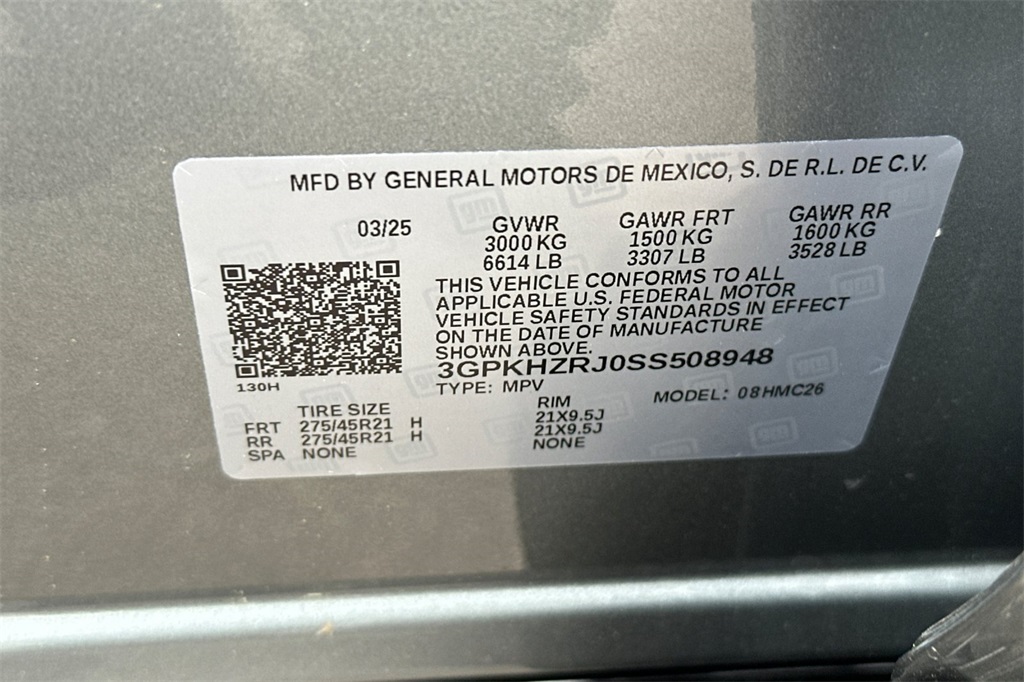 MFD BY GENERAL MOTORS DE MEXICO, S. DE R.L. DE C.V.
03/25 GVWR GAWR FRT GAWR RR
3000 KG 1500 KG 1600 KG
6614 LB 3307 LB 3528 LB
THIS VEHICLE CONFORMS TO ALL
APPLICABLE U.S. FEDERAL MOTOR
VEHICLE SAFETY STANDARDS IN EFFECT
ON THE DATE OF MANUFACTURE
SHOWN ABOVE.
3GPKHZRJ0SS508948
130H TYPE: MPV MODEL: 08HMC26
TIRE SIZE RIM
FRT 275/45R21 H 21X9.5J
RR 275/45R21 H 21X9.5J
SPA NONE NONE